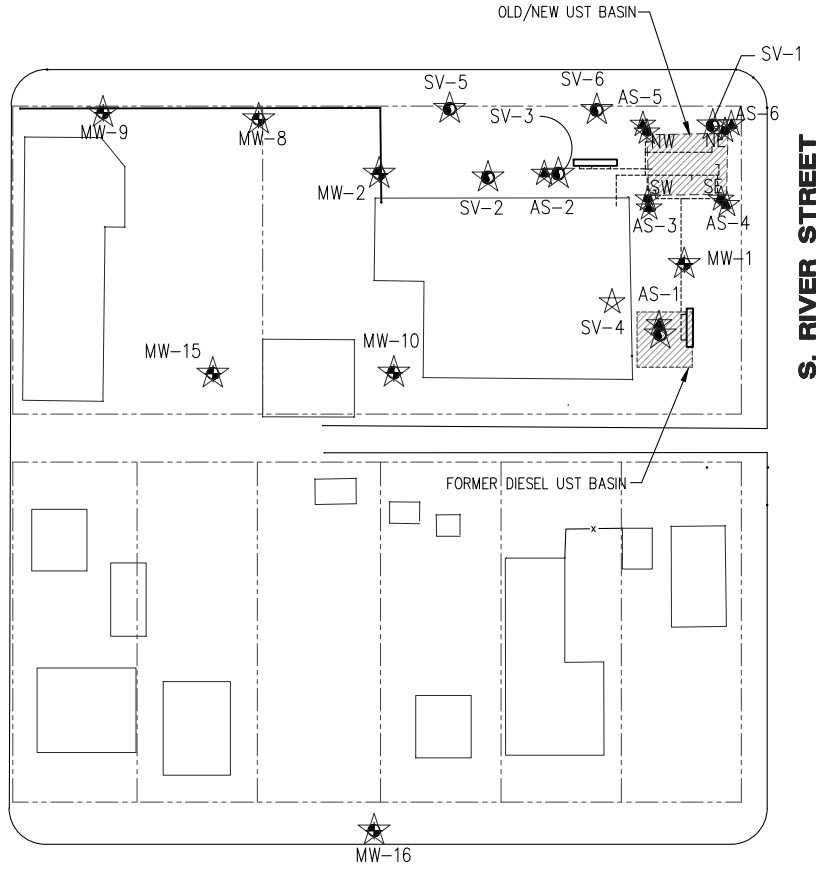 OLD/NEW UST BASIN
SV-1
SV-5
SV-6
AS-5
AS-6
SV-3
MW-9
MW-8
NW
NE
MW-2
SV-2
AS-2
SW
SE
AS-3
AS-4
MW-1
AS-1
SV-4
MW-15
MW-10
S. RIVER STREET
FORMER DIESEL UST BASIN
x
MW-16